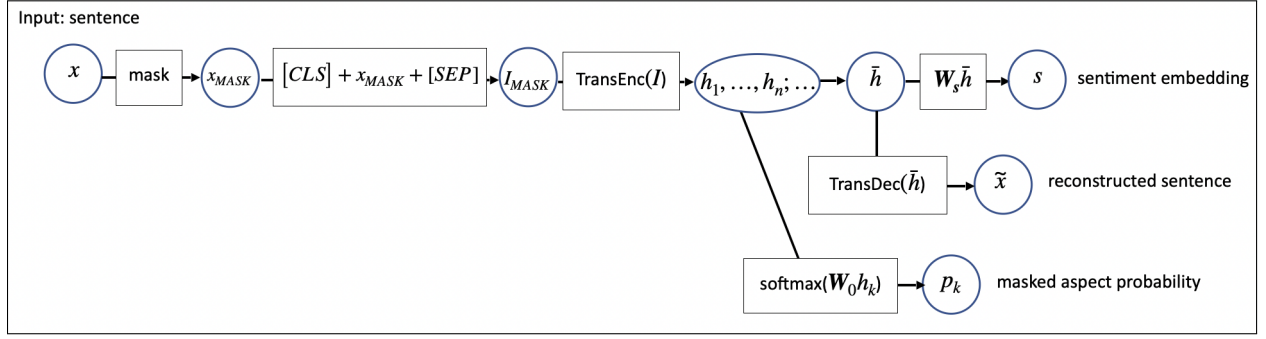 Input: sentence
x mask x_MASK [CLS] + x_MASK + [SEP] I_MASK TransEnc(I) h_1, …, h_n; … h̄ W_s h̄ s sentiment embedding
TransDec(h̄) x̃ reconstructed sentence
softmax(W_0 h_k) p_k masked aspect probability